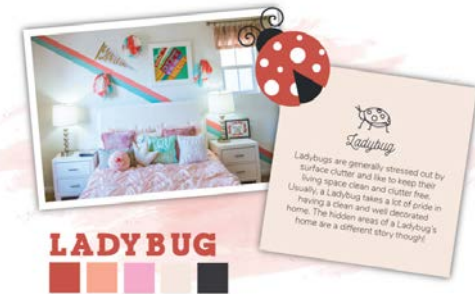 Ladybug
Ladybugs are generally stressed out by
surface clutter and like to keep their
living space clean and clutter free.
Usually, a Ladybug takes a lot of pride in
having a clean and well decorated
home. The hidden areas of a Ladybug's
home are a different story though!
LADYBUG